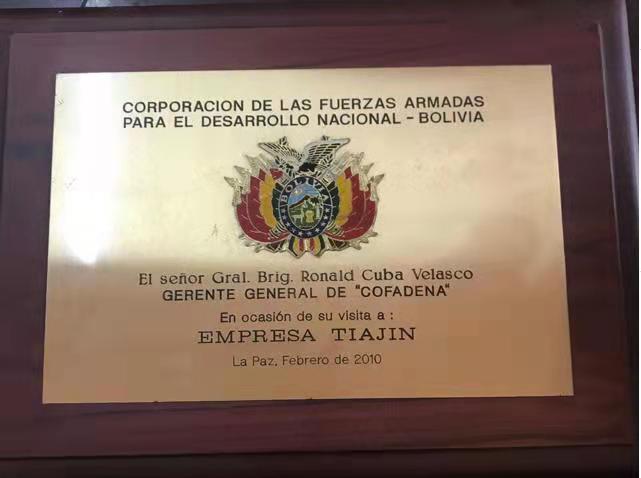 CORPORACION DE LAS FUERZAS ARMADAS
PARA EL DESARROLLO NACIONAL - BOLIVIA
BOLIVIA
El señor Gral. Brig. Ronald Cuba Velasco
GERENTE GENERAL DE "COFADENA"
En ocasión de su visita a :
EMPRESA TIAJIN
La Paz, Febrero de 2010